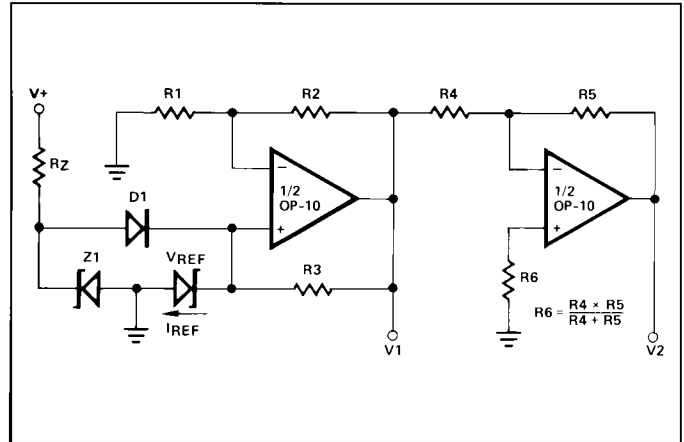 V+
R1
R2
R4
R5
RZ
D1
−
1/2
OP-10
+
−
1/2
OP-10
+
Z1
VREF
R3
R6
IREF
R6 = R4 × R5
R4 + R5
V1
V2